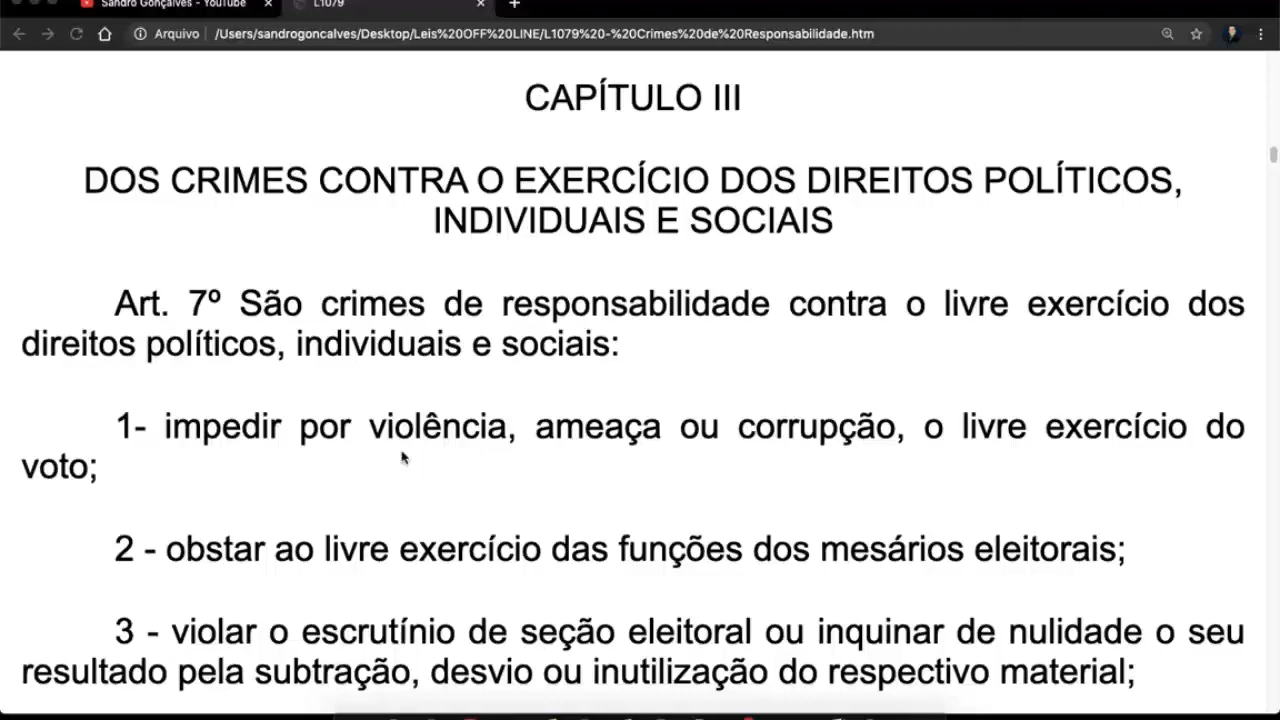 Sandro Gonçalves - YouTube
L1079
Arquivo
/Users/sandrogoncalves/Desktop/Leis%20OFF%20LINE/L1079%20-%20Crimes%20de%20Responsabilidade.htm
CAPÍTULO III
DOS CRIMES CONTRA O EXERCÍCIO DOS DIREITOS POLÍTICOS,
INDIVIDUAIS E SOCIAIS
Art. 7º São crimes de responsabilidade contra o livre exercício dos
direitos políticos, individuais e sociais:
1- impedir por violência, ameaça ou corrupção, o livre exercício do
voto;
2 - obstar ao livre exercício das funções dos mesários eleitorais;
3 - violar o escrutínio de seção eleitoral ou inquinar de nulidade o seu
resultado pela subtração, desvio ou inutilização do respectivo material;